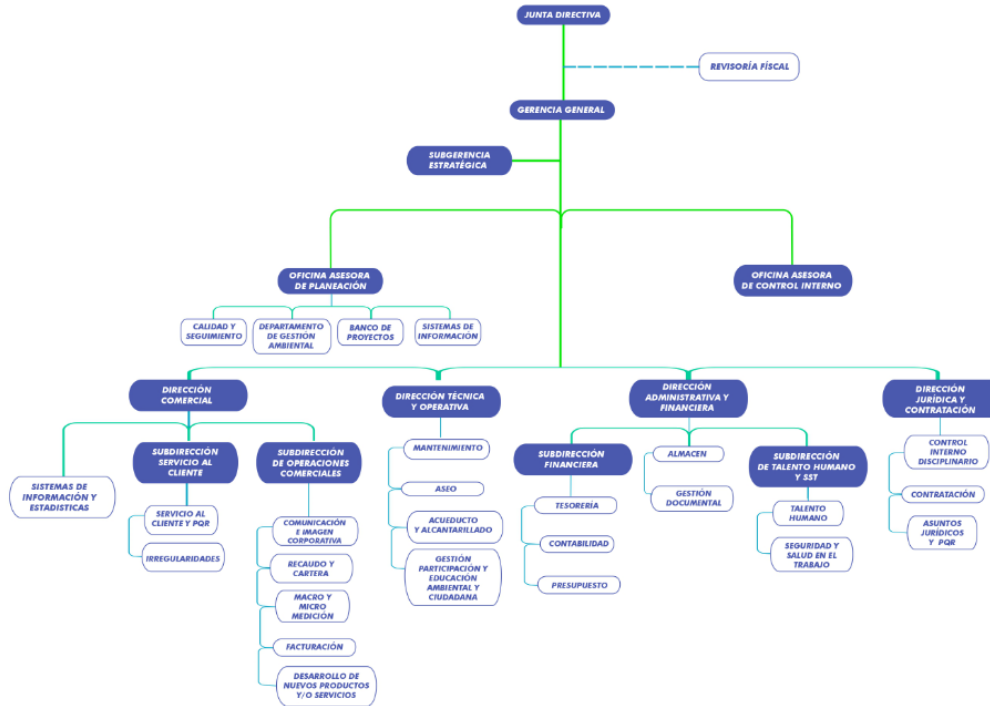 JUNTA DIRECTIVA
REVISORÍA FÍSCAL
GERENCIA GENERAL
SUBGERENCIA
ESTRATÉGICA
OFICINA ASESORA
DE PLANEACIÓN
OFICINA ASESORA
DE CONTROL INTERNO
CALIDAD Y
SEGUIMIENTO
DEPARTAMENTO
DE GESTIÓN
AMBIENTAL
BANCO DE
PROYECTOS
SISTEMAS DE
INFORMACIÓN
DIRECCIÓN
COMERCIAL
SISTEMAS DE
INFORMACIÓN Y
ESTADISTICAS
SUBDIRECCIÓN
SERVICIO AL
CLIENTE
SERVICIO AL
CLIENTE Y PQR
IRREGULARIDADES
SUBDIRECCIÓN
DE OPERACIONES
COMERCIALES
COMUNICACIÓN
E IMAGEN
CORPORATIVA
RECAUDO Y
CARTERA
MACRO Y
MICRO
MEDICIÓN
FACTURACIÓN
DESARROLLO DE
NUEVOS PRODUCTOS
Y/O SERVICIOS
DIRECCIÓN TÉCNICA
Y OPERATIVA
MANTENIMIENTO
ASEO
ACUEDUCTO
Y ALCANTARILLADO
GESTIÓN
PARTICIPACIÓN Y
EDUCACIÓN
AMBIENTAL Y
CIUDADANA
DIRECCIÓN
ADMINISTRATIVA Y
FINANCIERA
SUBDIRECCIÓN
FINANCIERA
TESORERÍA
CONTABILIDAD
PRESUPUESTO
ALMACEN
GESTIÓN
DOCUMENTAL
SUBDIRECCIÓN
DE TALENTO HUMANO
Y SST
TALENTO
HUMANO
SEGURIDAD Y
SALUD EN EL
TRABAJO
DIRECCIÓN
JURÍDICA Y
CONTRATACIÓN
CONTROL
INTERNO
DISCIPLINARIO
CONTRATACIÓN
ASUNTOS
JURÍDICOS
Y PQR